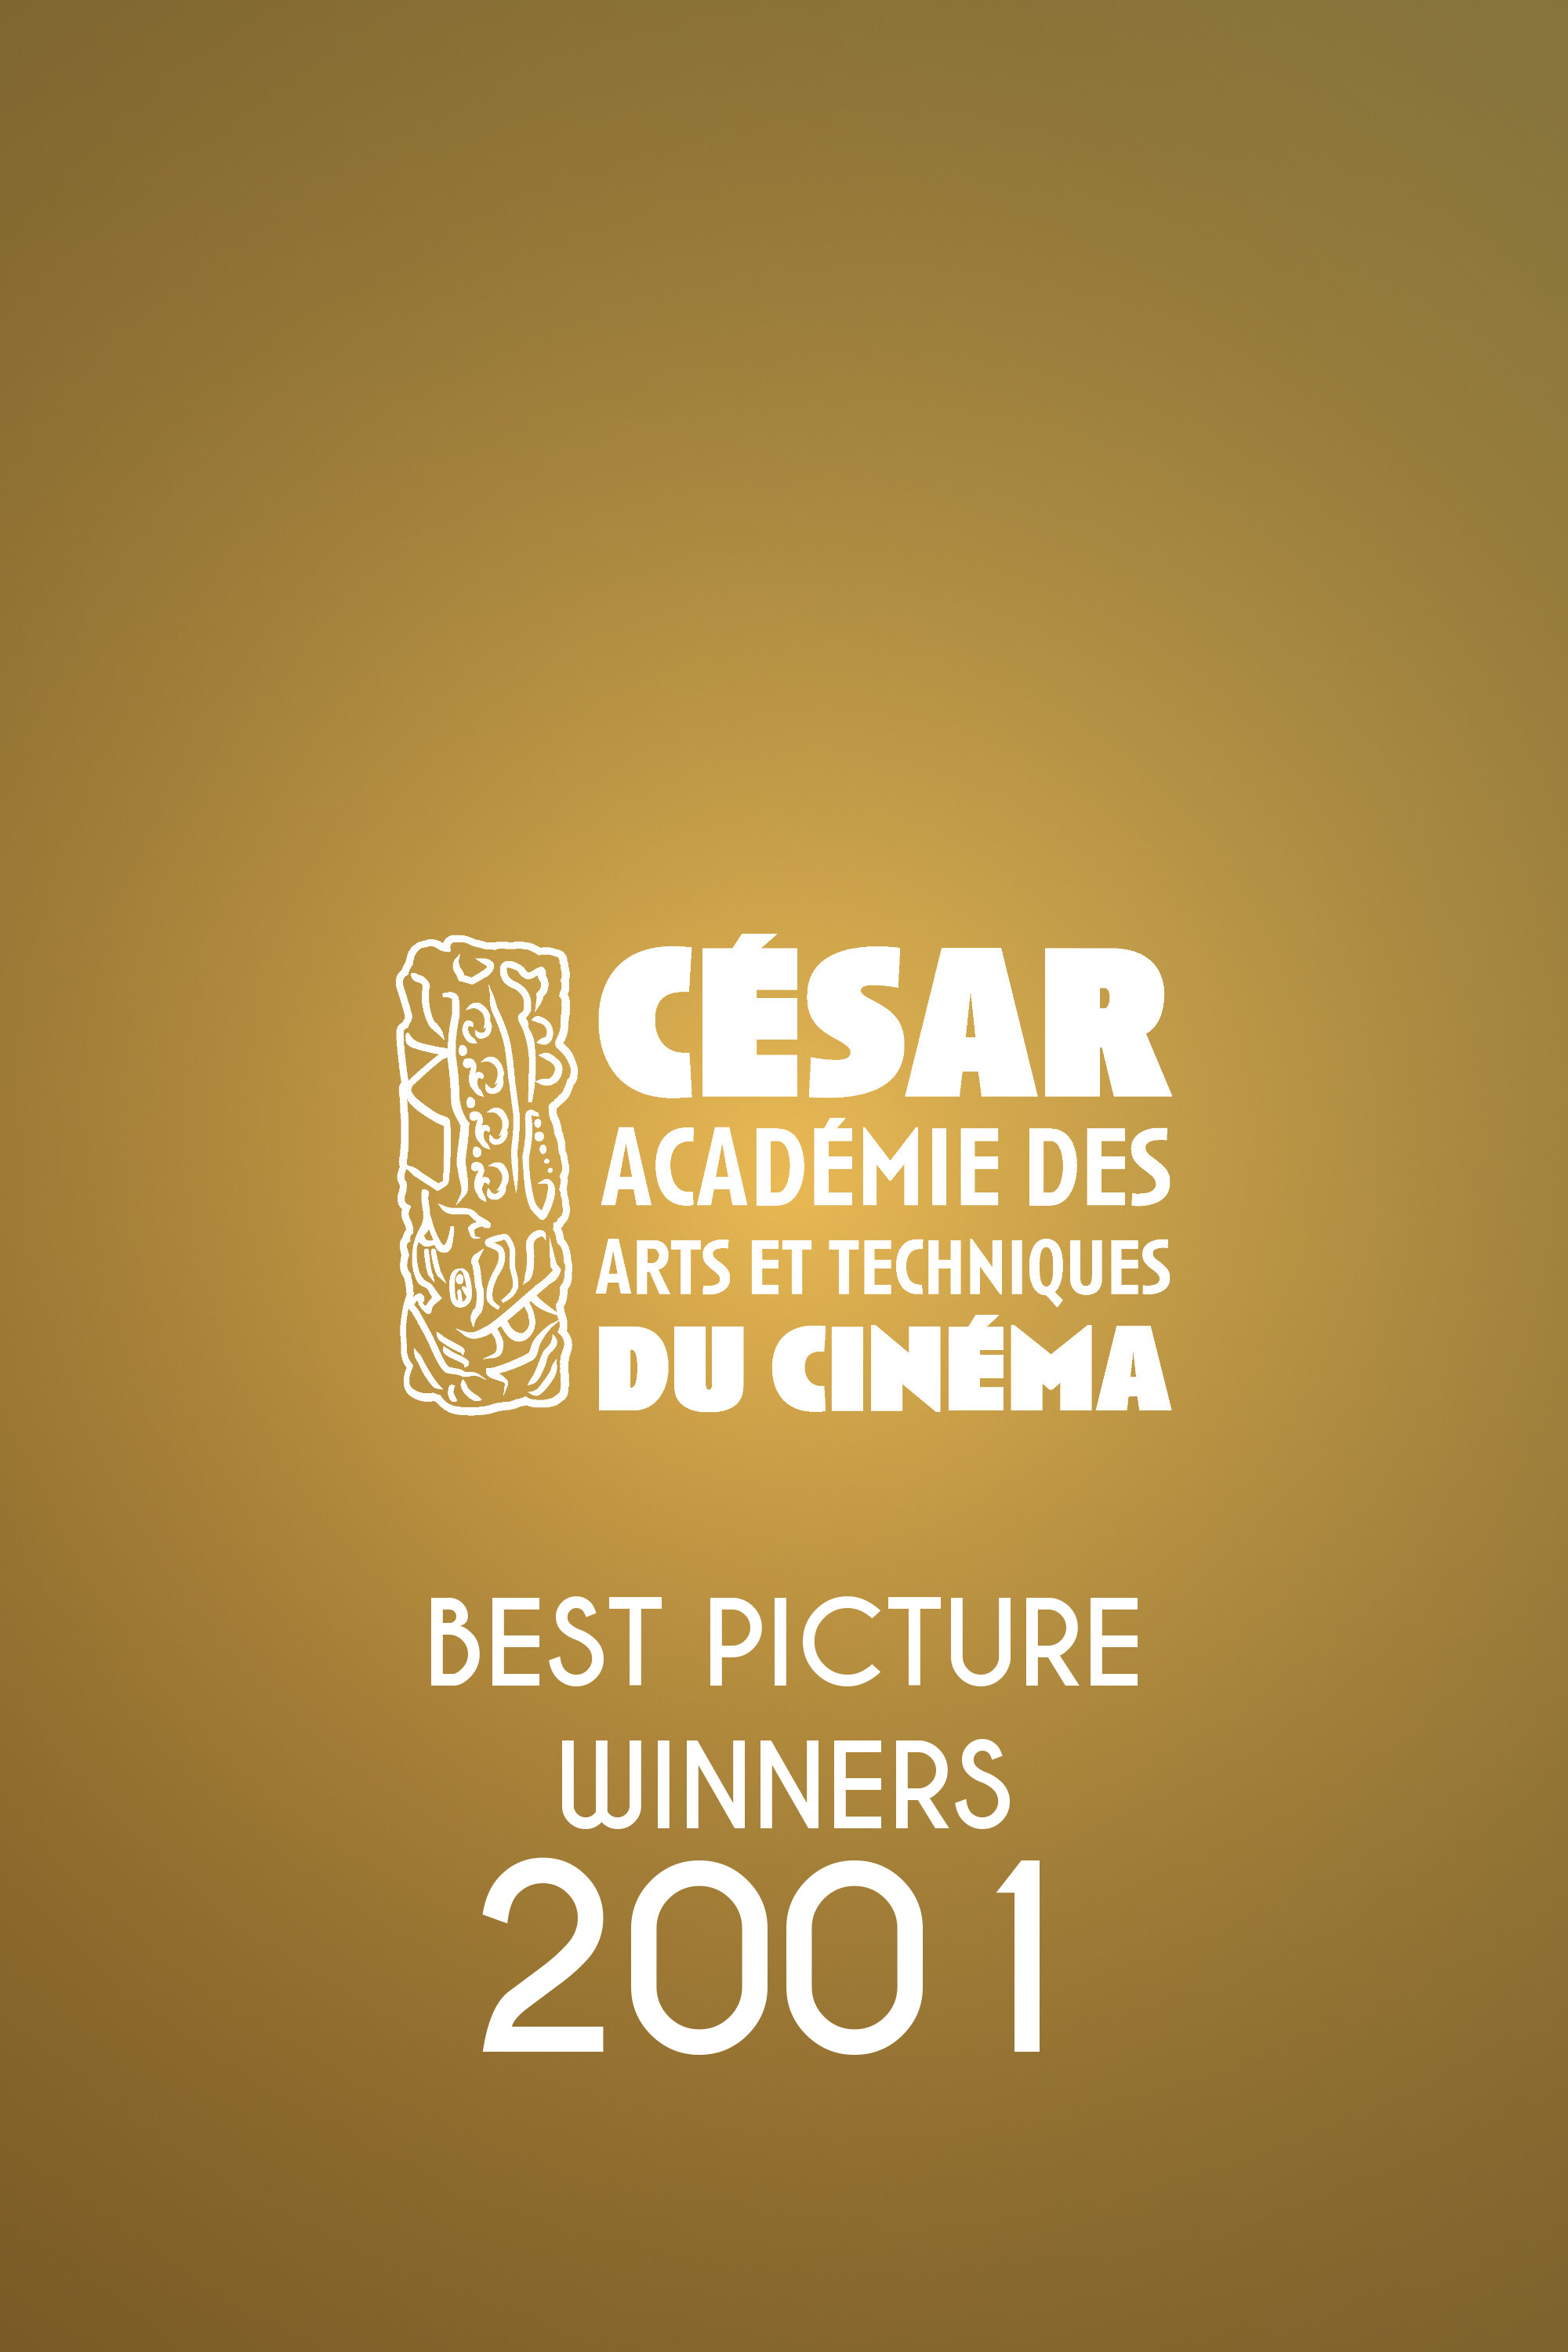 CÉSAR
ACADÉMIE DES
ARTS ET TECHNIQUES
DU CINÉMA
BEST PICTURE
WINNERS
2001